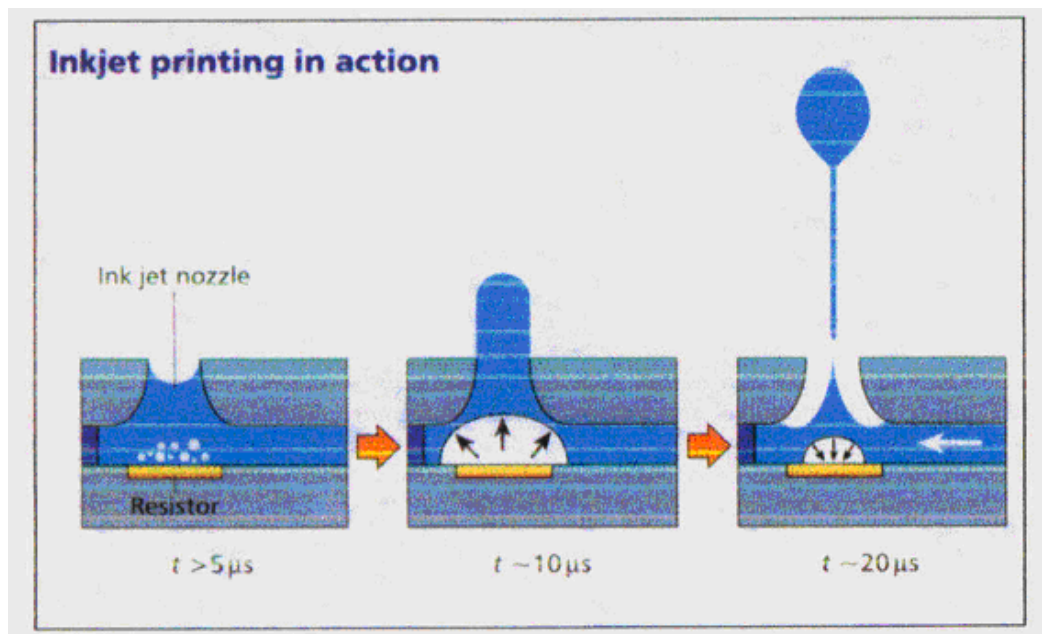 Inkjet printing in action
Ink jet nozzle
Resistor
t >5µs
t ~10µs
t ~20µs